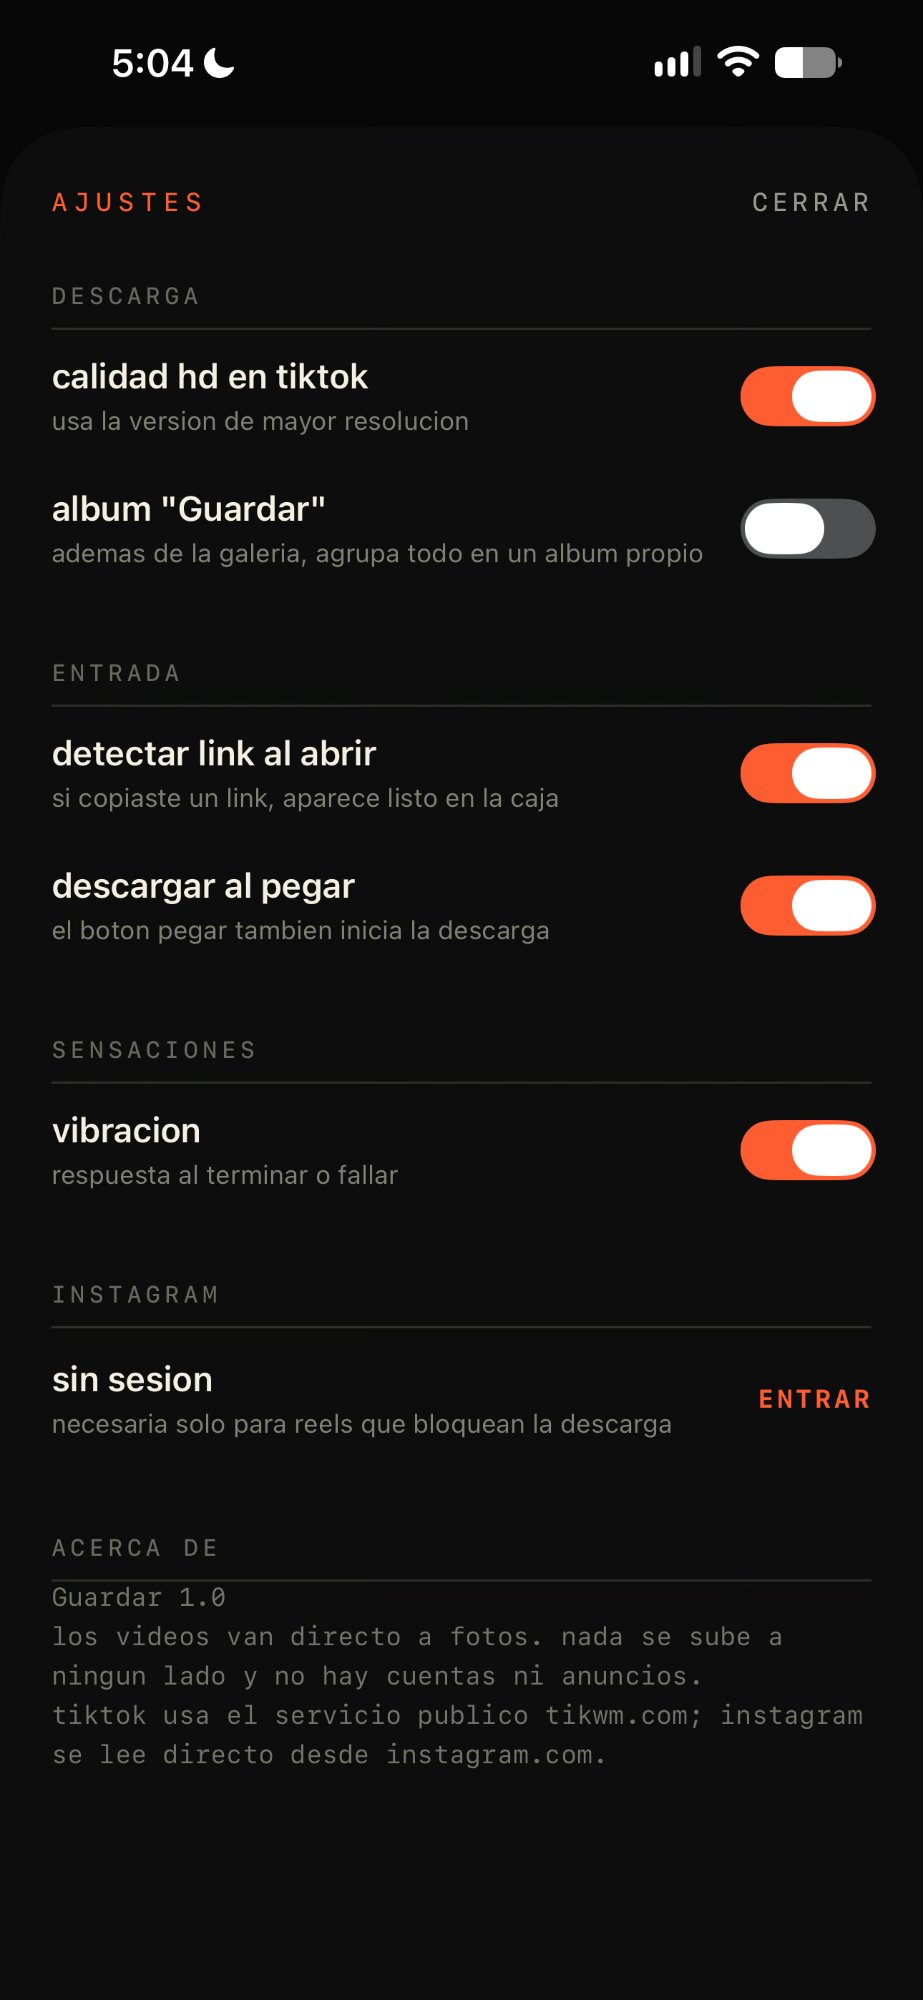 5:04
AJUSTES
CERRAR
DESCARGA
calidad hd en tiktok
usa la version de mayor resolucion
album "Guardar"
ademas de la galeria, agrupa todo en un album propio
ENTRADA
detectar link al abrir
si copiaste un link, aparece listo en la caja
descargar al pegar
el boton pegar tambien inicia la descarga
SENSACIONES
vibracion
respuesta al terminar o fallar
INSTAGRAM
sin sesion
necesaria solo para reels que bloquean la descarga
ENTRAR
ACERCA DE
Guardar 1.0
los videos van directo a fotos. nada se sube a
ningun lado y no hay cuentas ni anuncios.
tiktok usa el servicio publico tikwm.com; instagram
se lee directo desde instagram.com.